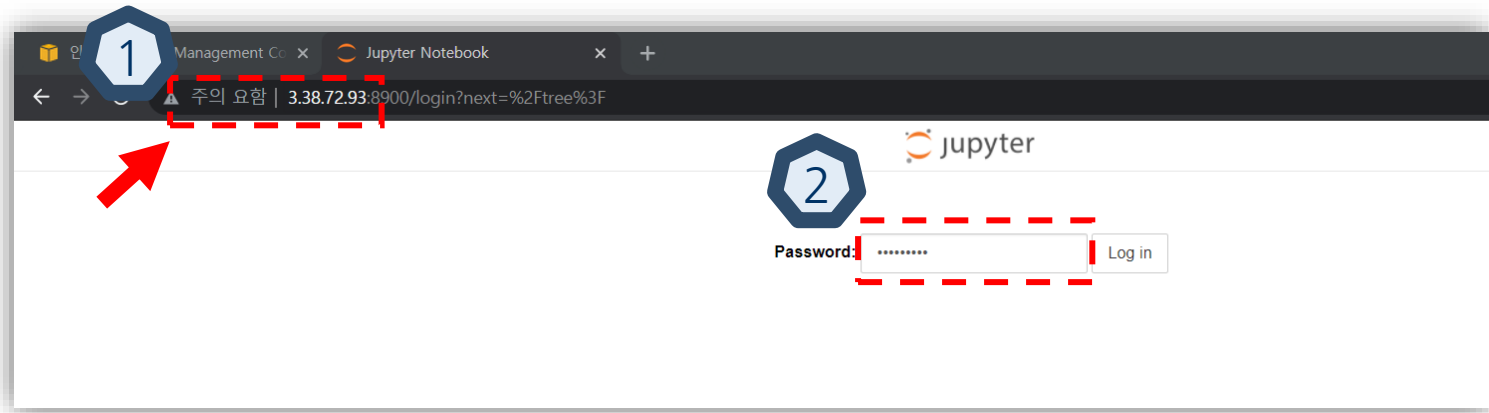 Management Co
Jupyter Notebook
1
주의 요함 | 3.38.72.93:8900/login?next=%2Ftree%3F
jupyter
2
Password: •••••••••
Log in